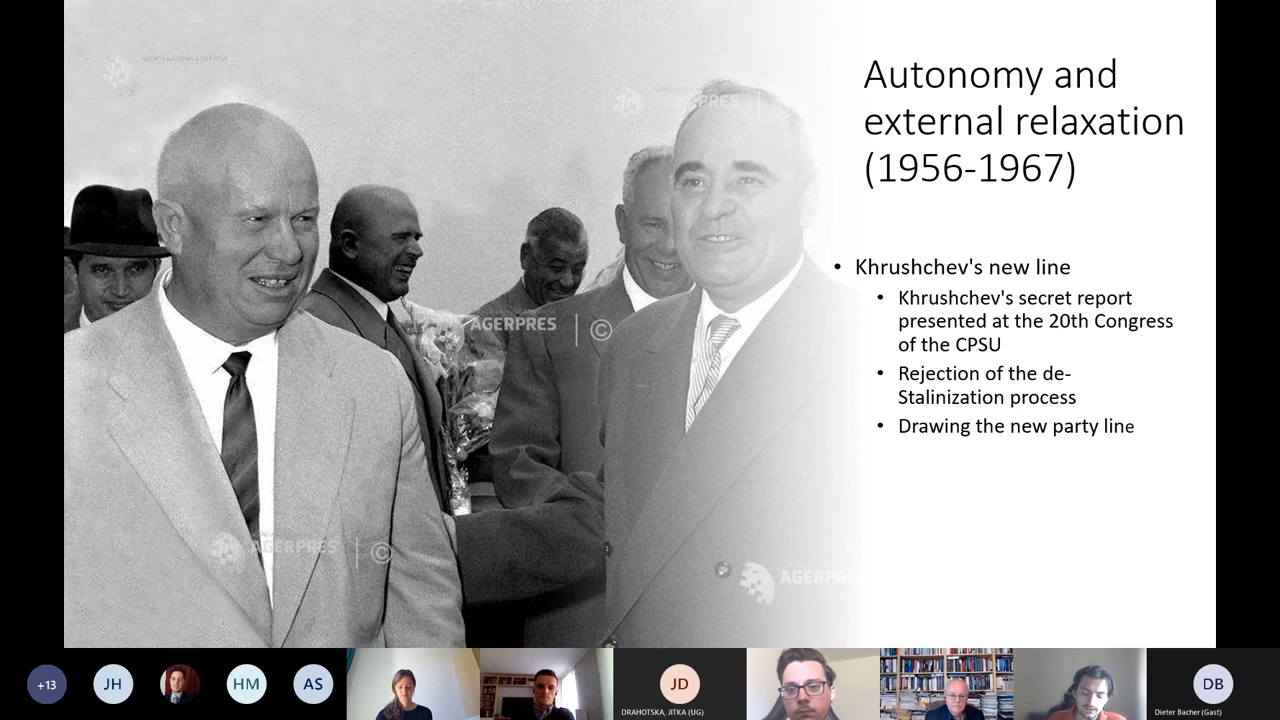 Autonomy and
external relaxation
(1956-1967)
• Khrushchev's new line
• Khrushchev's secret report
presented at the 20th Congress
of the CPSU
• Rejection of the de-
Stalinization process
• Drawing the new party line
AGERPRES
AGERPRES | ©
AGERPRES | ©
AGERPRES
+13
JH
HM
AS
JD
DRAHOTSKA, JITKA (UG)
DB
Dieter Bacher (Gast)